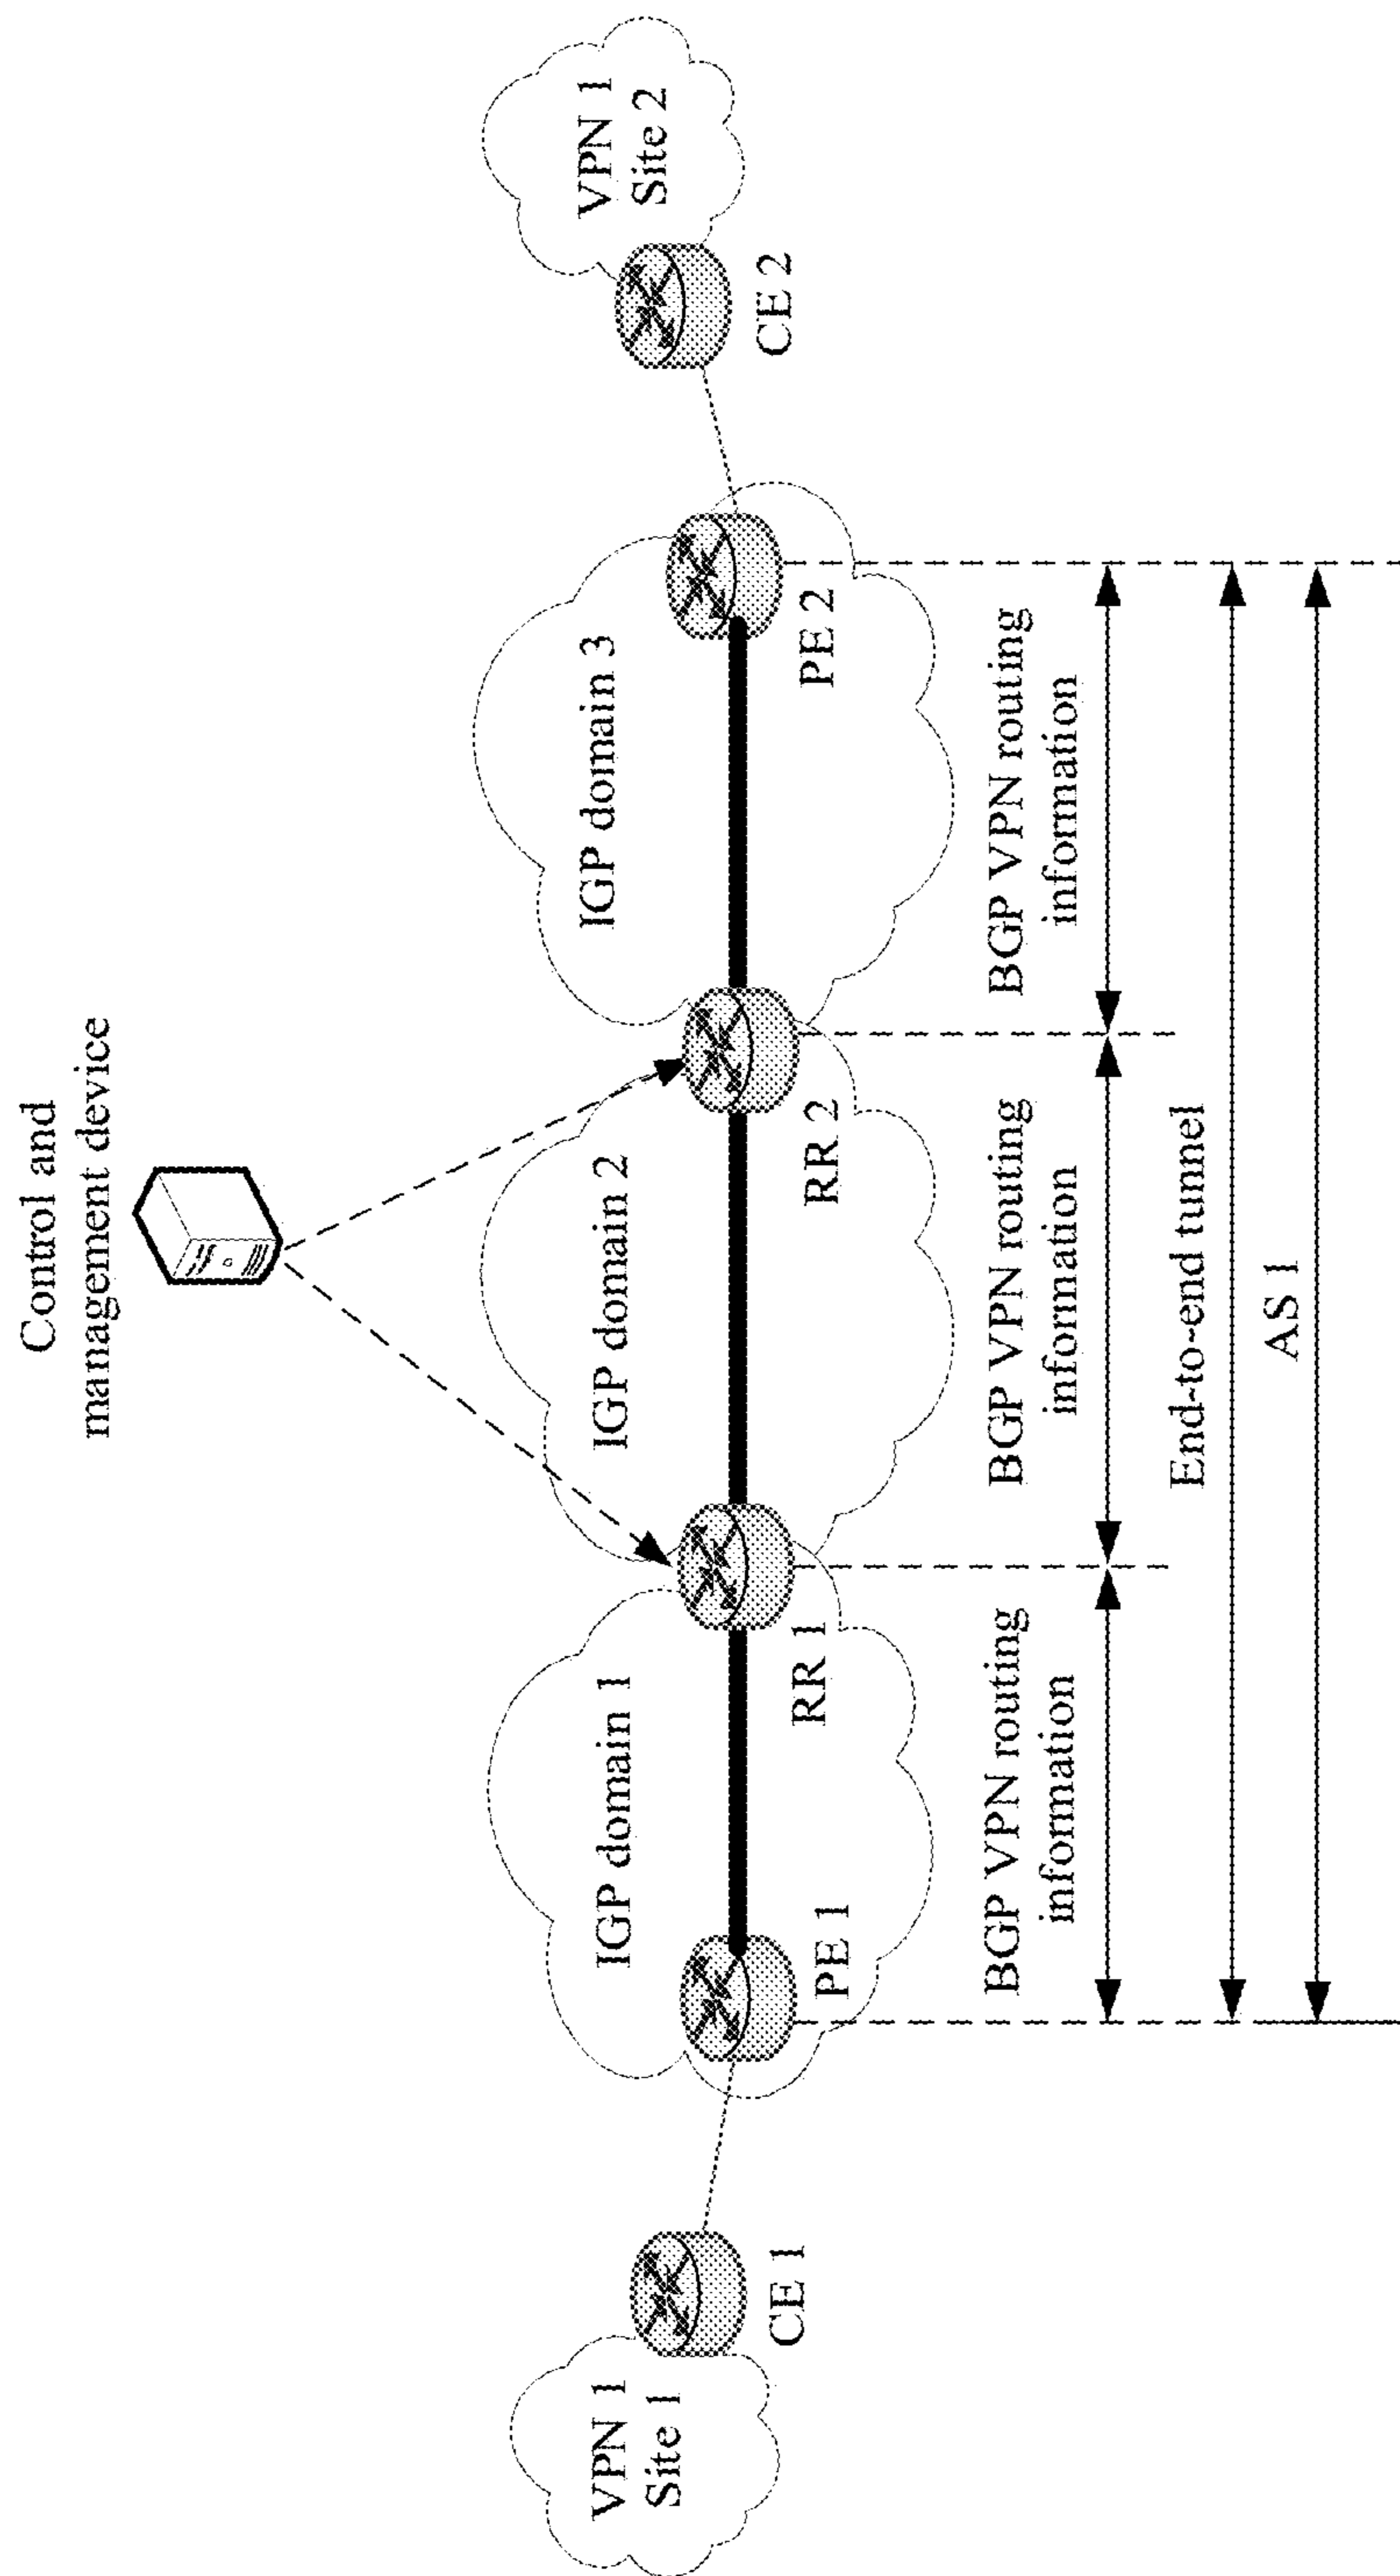 Control and
management device
VPN 1
Site 1
CE 1
IGP domain 1
PE 1
RR 1
IGP domain 2
RR 2
IGP domain 3
PE 2
CE 2
VPN 1
Site 2
BGP VPN routing
information
BGP VPN routing
information
BGP VPN routing
information
End-to-end tunnel
AS 1